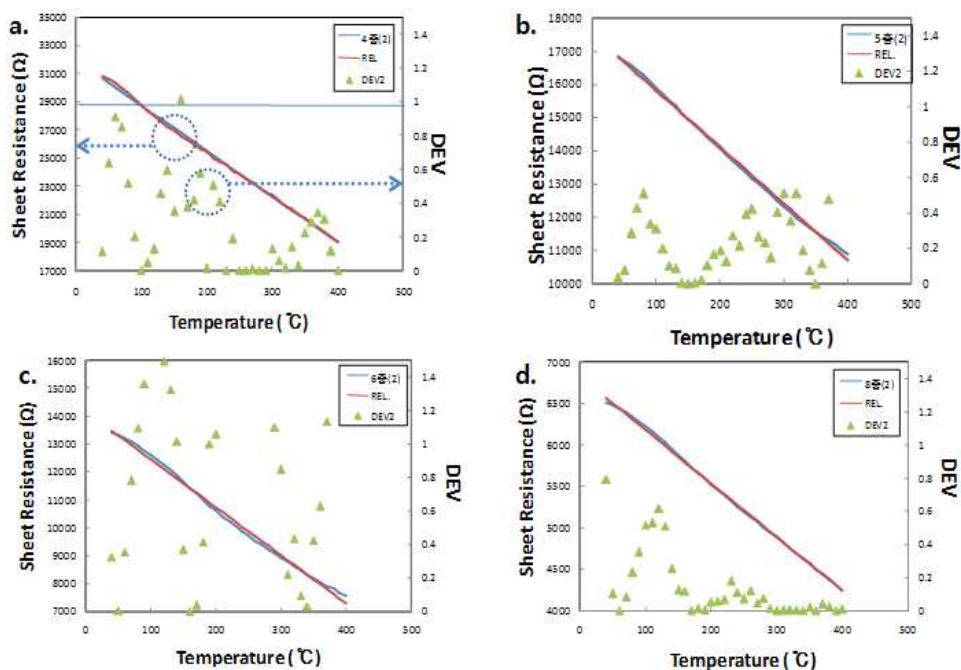 a.
35000
33000
31000
29000
27000
25000
23000
21000
19000
17000
Sheet Resistance (Ω)
4층(2)
REL
DEV2
1.4
1.2
1
0.8
0.6
0.4
0.2
0
DEV
0 100 200 300 400 500
Temperature (℃)
b.
18000
17000
16000
15000
14000
13000
12000
11000
10000
Sheet Resistance (Ω)
5층(2)
REL.
DEV2
1.4
1.2
1
0.8
0.6
0.4
0.2
0
DEV
0 100 200 300 400 500
Temperature (℃)
c.
16000
15000
14000
13000
12000
11000
10000
9000
8000
7000
Sheet Resistance (Ω)
6층(2)
REL.
DEV2
1.4
1.2
1
0.8
0.6
0.4
0.2
0
DEV
0 100 200 300 400 500
Temperature (℃)
d.
7000
6500
6000
5500
5000
4500
4000
Sheet Resistance (Ω)
8층(2)
REL.
DEV2
1.4
1.2
1
0.8
0.6
0.4
0.2
0
DEV
0 100 200 300 400 500
Temperature (℃)